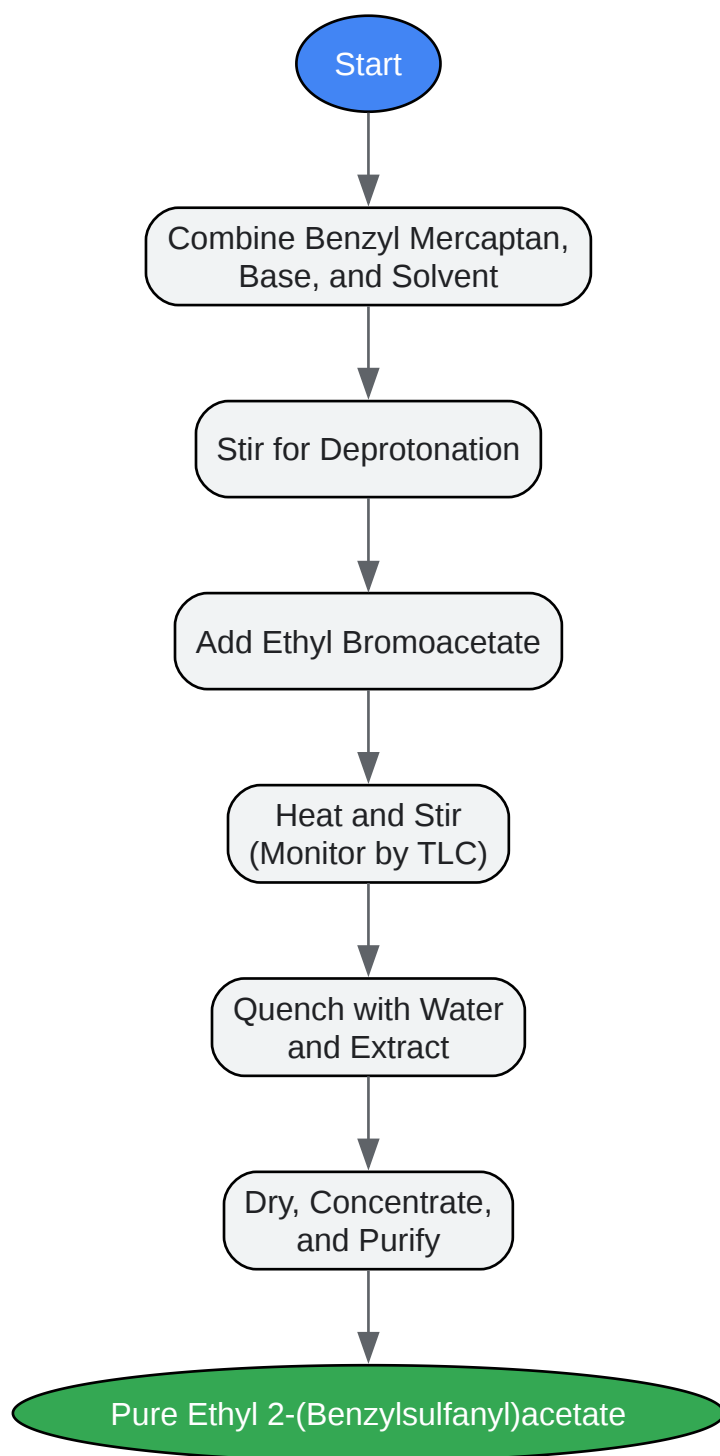 Start
Combine Benzyl Mercaptan,
Base, and Solvent
Stir for Deprotonation
Add Ethyl Bromoacetate
Heat and Stir
(Monitor by TLC)
Quench with Water
and Extract
Dry, Concentrate,
and Purify
Pure Ethyl 2-(Benzylsulfanyl)acetate